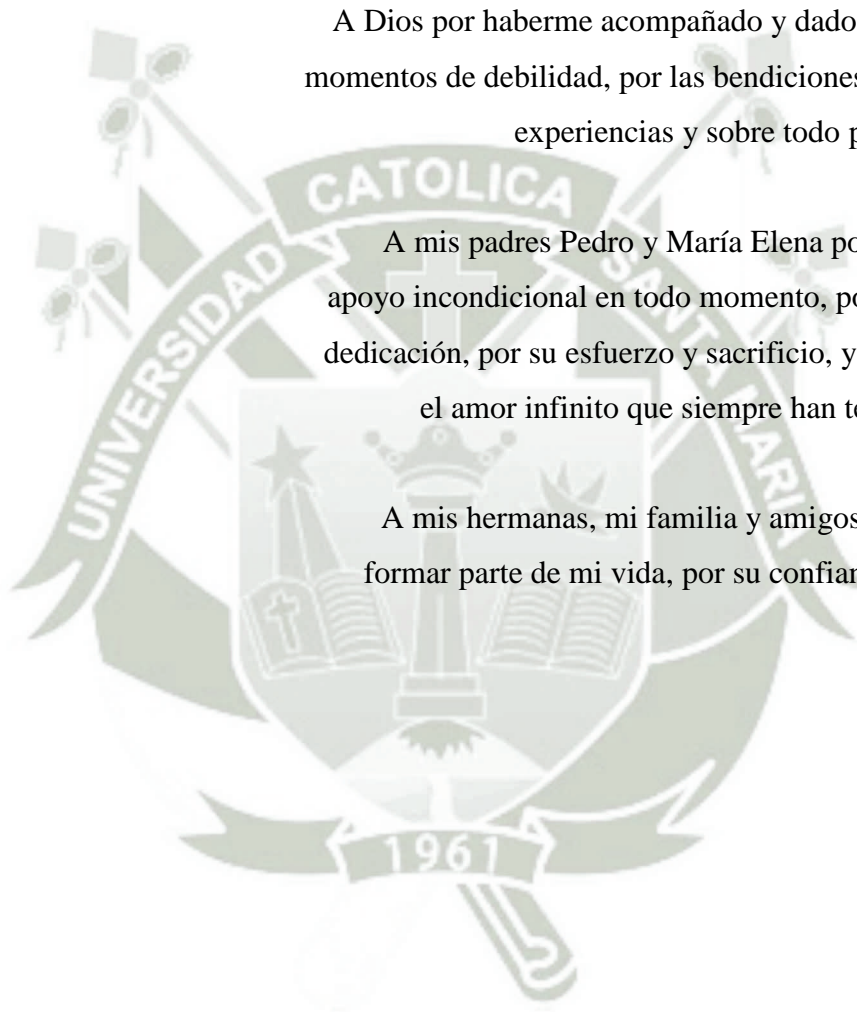 A Dios por haberme acompañado y dado
momentos de debilidad, por las bendiciones
experiencias y sobre todo
A mis padres Pedro y María Elena
apoyo incondicional en todo momento,
dedicación, por su esfuerzo y sacrificio, y
el amor infinito que siempre han
A mis hermanas, mi familia y amigos
formar parte de mi vida, por su
UNIVERSIDAD CATOLICA SANTA MARIA
1961